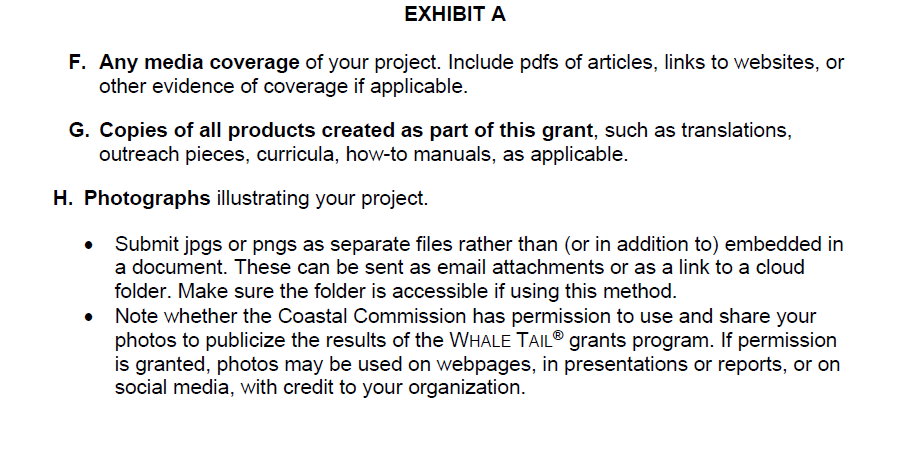 EXHIBIT A
F. Any media coverage of your project. Include pdfs of articles, links to websites, or
other evidence of coverage if applicable.
G. Copies of all products created as part of this grant, such as translations,
outreach pieces, curricula, how-to manuals, as applicable.
H. Photographs illustrating your project.
• Submit jpgs or pngs as separate files rather than (or in addition to) embedded in
a document. These can be sent as email attachments or as a link to a cloud
folder. Make sure the folder is accessible if using this method.
• Note whether the Coastal Commission has permission to use and share your
photos to publicize the results of the WHALE TAIL® grants program. If permission
is granted, photos may be used on webpages, in presentations or reports, or on
social media, with credit to your organization.